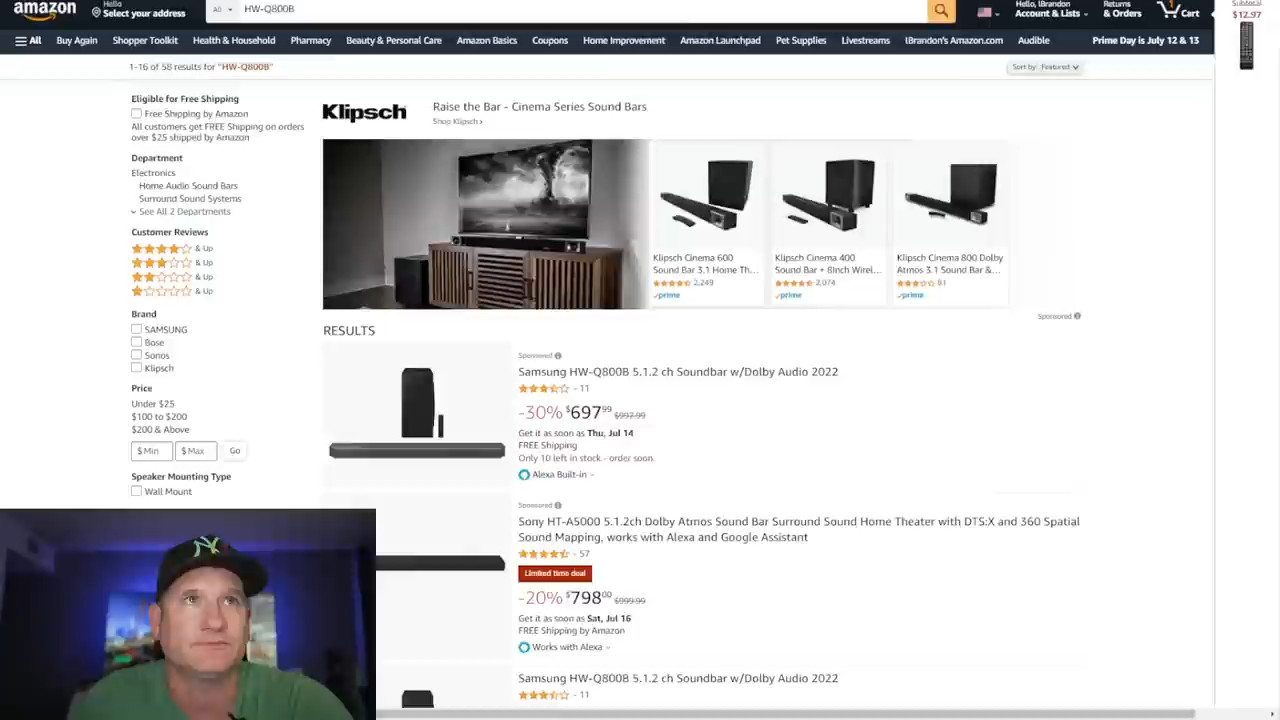 amazon
Hello
Select your address
All
HW-Q800B
Hello, lBrandon
Account & Lists
Returns
& Orders
1
Cart
Subtotal
$12.97
All
Buy Again
Shopper Toolkit
Health & Household
Pharmacy
Beauty & Personal Care
Amazon Basics
Coupons
Home Improvement
Amazon Launchpad
Pet Supplies
Livestreams
lBrandon's Amazon.com
Audible
Prime Day is July 12 & 13
1-16 of 58 results for "HW-Q800B"
Sort by: Featured
Eligible for Free Shipping
Free Shipping by Amazon
All customers get FREE Shipping on orders
over $25 shipped by Amazon
Department
Electronics
Home Audio Sound Bars
Surround Sound Systems
See All 2 Departments
Customer Reviews
& Up
& Up
& Up
& Up
Brand
SAMSUNG
Bose
Sonos
Klipsch
Price
Under $25
$100 to $200
$200 & Above
$ Min
$ Max
Go
Speaker Mounting Type
Wall Mount
Klipsch
Raise the Bar - Cinema Series Sound Bars
Shop Klipsch ›
Klipsch Cinema 600
Sound Bar 3.1 Home Th...
2,249
prime
Klipsch Cinema 400
Sound Bar + 8Inch Wirel...
2,074
prime
Klipsch Cinema 800 Dolby
Atmos 3.1 Sound Bar &...
81
prime
Sponsored
RESULTS
Sponsored
Samsung HW-Q800B 5.1.2 ch Soundbar w/Dolby Audio 2022
11
-30% $697.99 $997.99
Get it as soon as Thu, Jul 14
FREE Shipping
Only 10 left in stock - order soon.
Alexa Built-in
Sponsored
Sony HT-A5000 5.1.2ch Dolby Atmos Sound Bar Surround Sound Home Theater with DTS:X and 360 Spatial
Sound Mapping, works with Alexa and Google Assistant
57
Limited time deal
-20% $798.00 $999.99
Get it as soon as Sat, Jul 16
FREE Shipping by Amazon
Works with Alexa
Samsung HW-Q800B 5.1.2 ch Soundbar w/Dolby Audio 2022
11